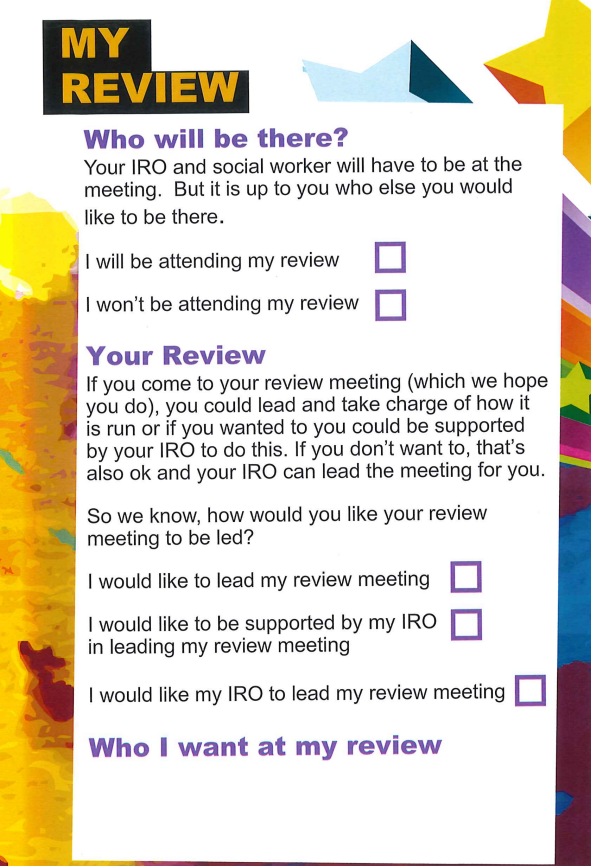 MY
REVIEW
Who will be there?
Your IRO and social worker will have to be at the
meeting.  But it is up to you who else you would
like to be there.
I will be attending my review
I won't be attending my review
Your Review
If you come to your review meeting (which we hope
you do), you could lead and take charge of how it
is run or if you wanted to you could be supported
by your IRO to do this. If you don't want to, that's
also ok and your IRO can lead the meeting for you.
So we know, how would you like your review
meeting to be led?
I would like to lead my review meeting
I would like to be supported by my IRO
in leading my review meeting
I would like my IRO to lead my review meeting
Who I want at my review